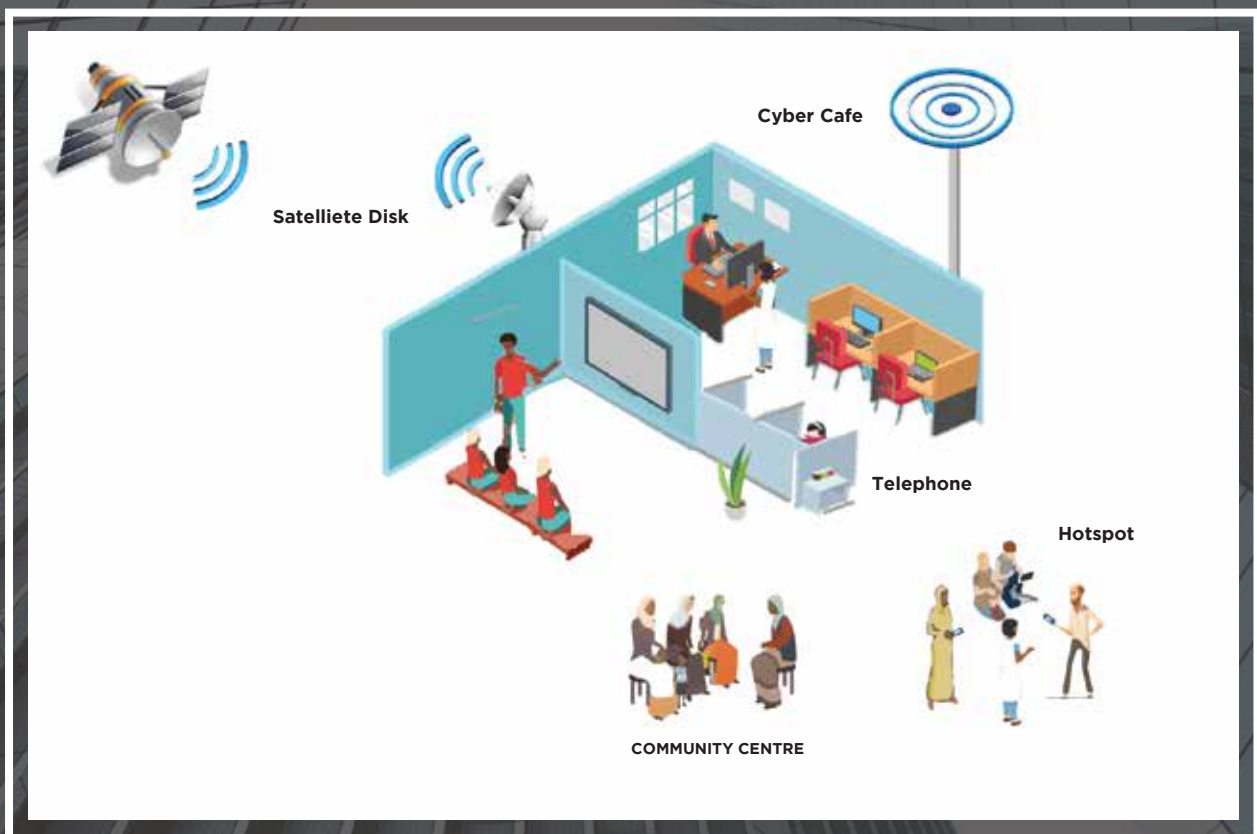 Cyber Cafe
Satelliete Disk
Telephone
Hotspot
COMMUNITY CENTRE